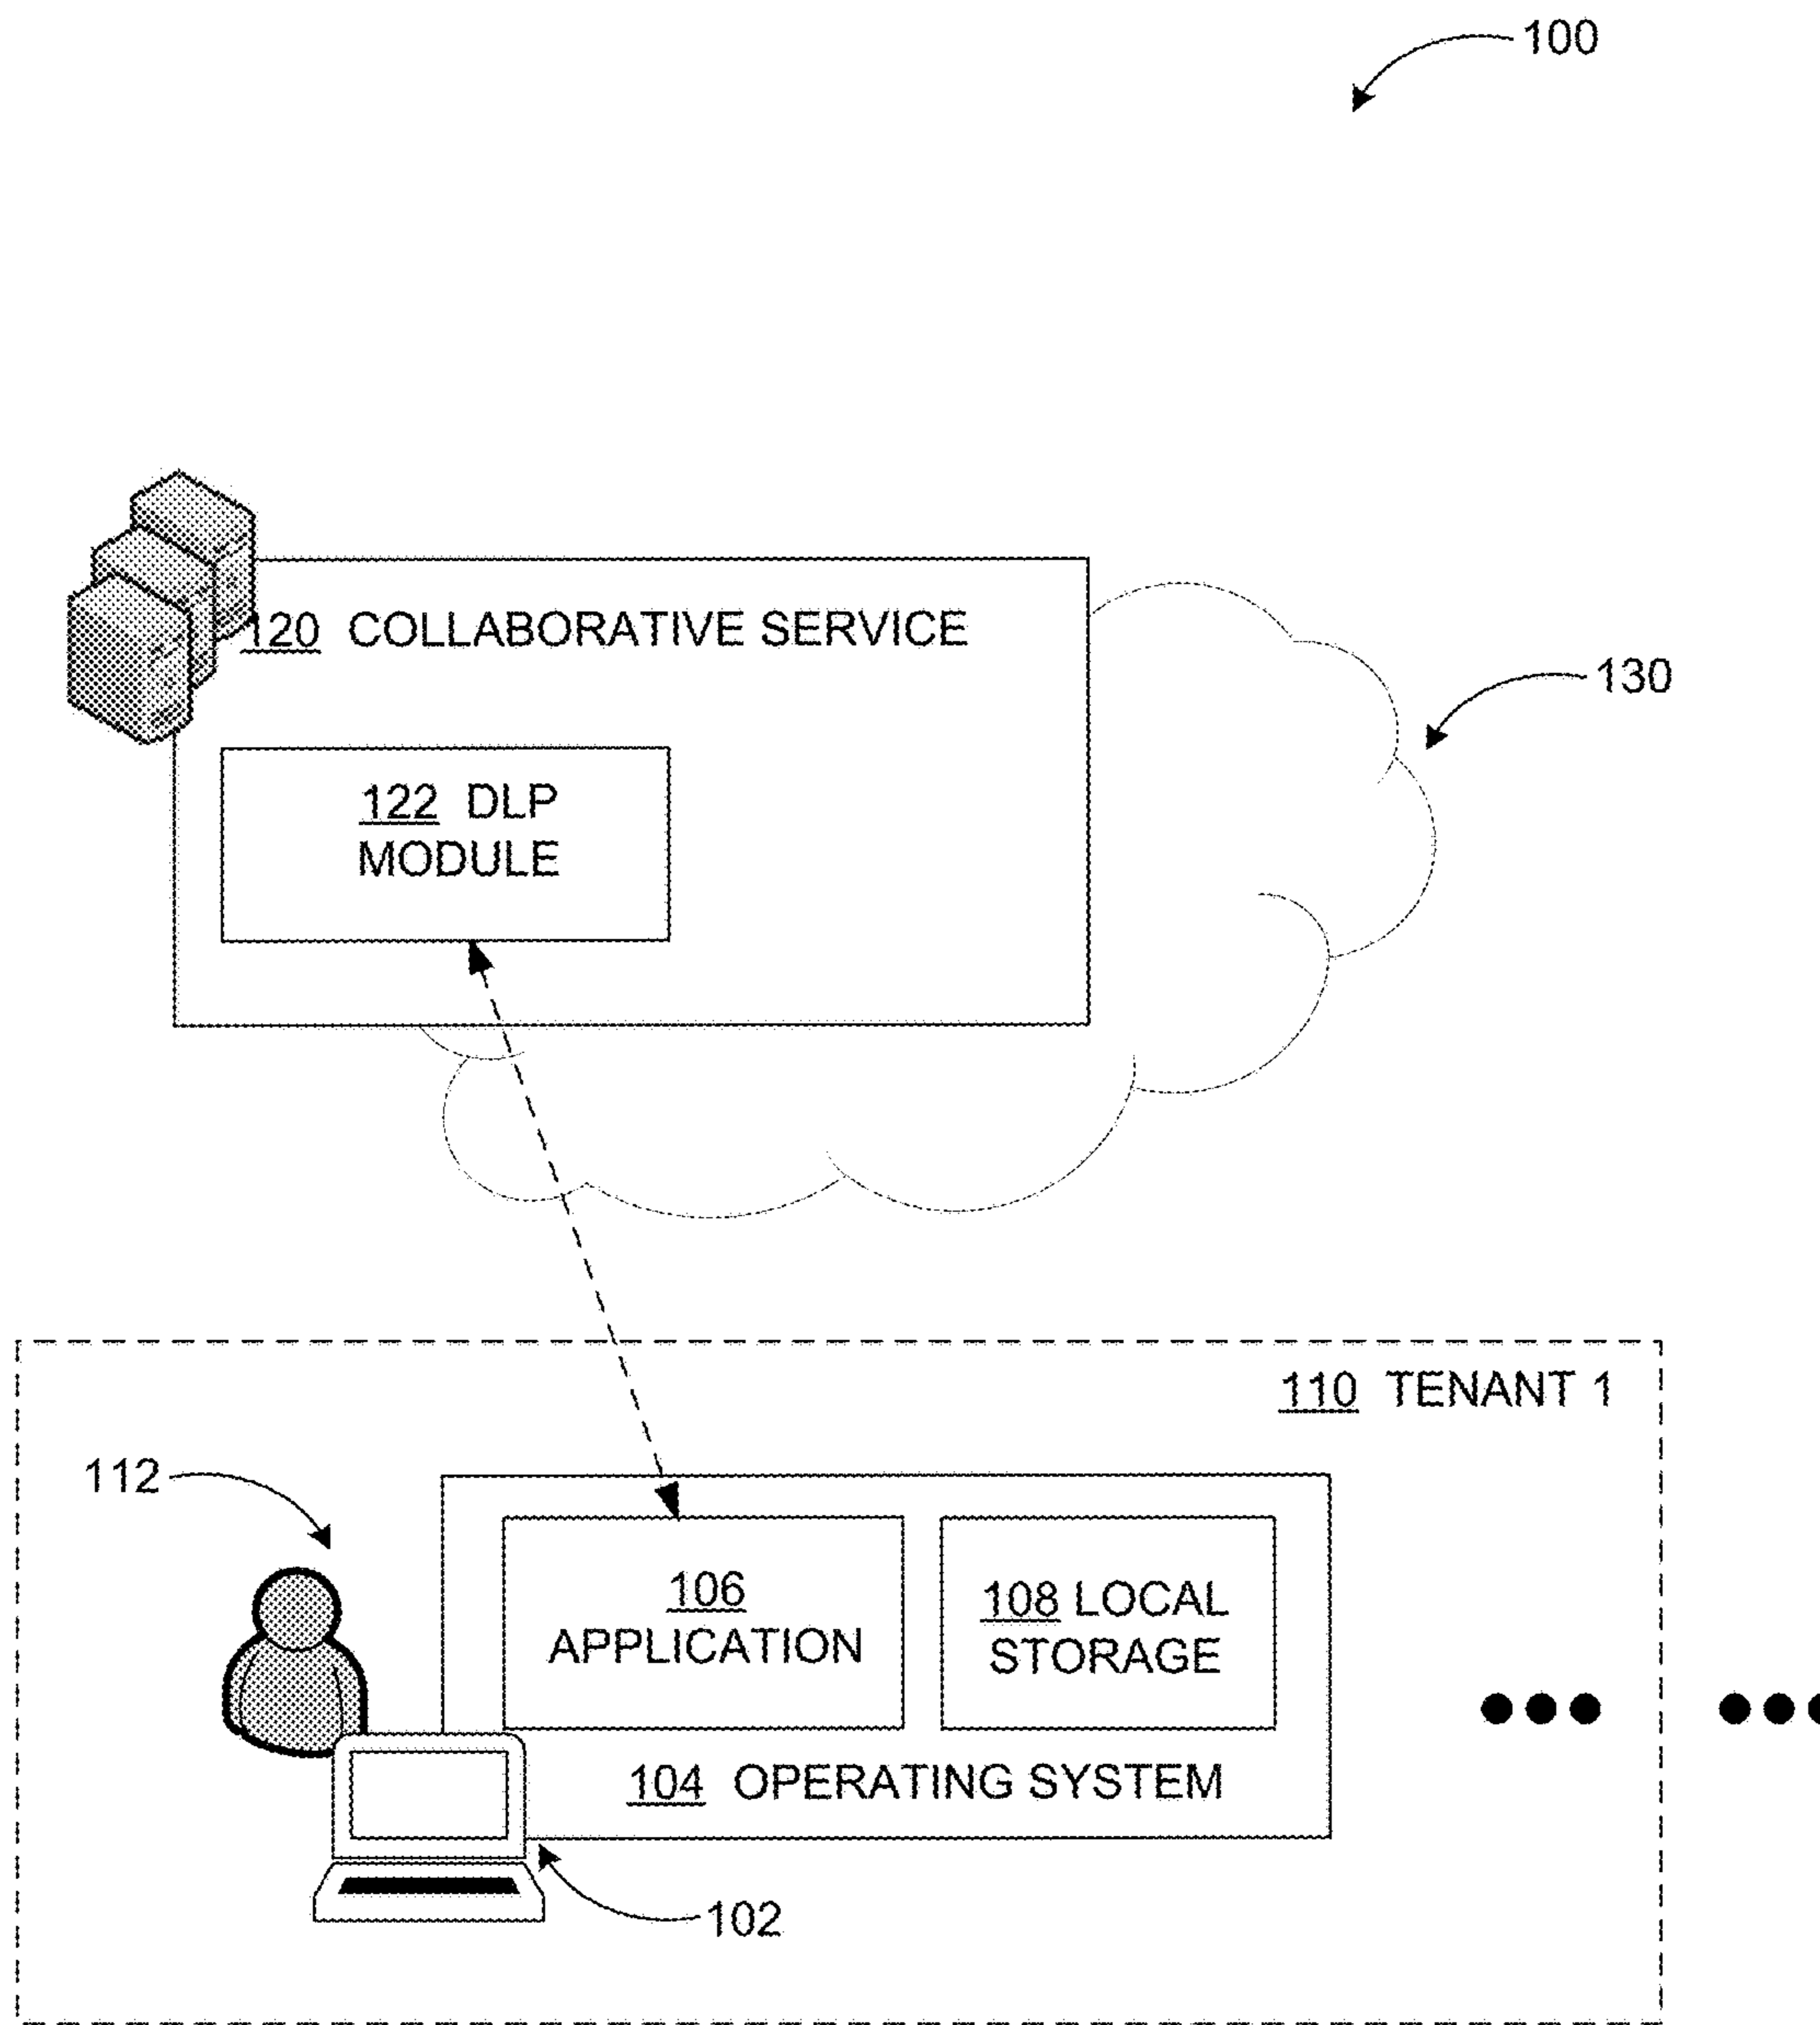 100
120 COLLABORATIVE SERVICE
130
122 DLP
MODULE
110 TENANT 1
112
106
APPLICATION
108 LOCAL
STORAGE
104 OPERATING SYSTEM
102